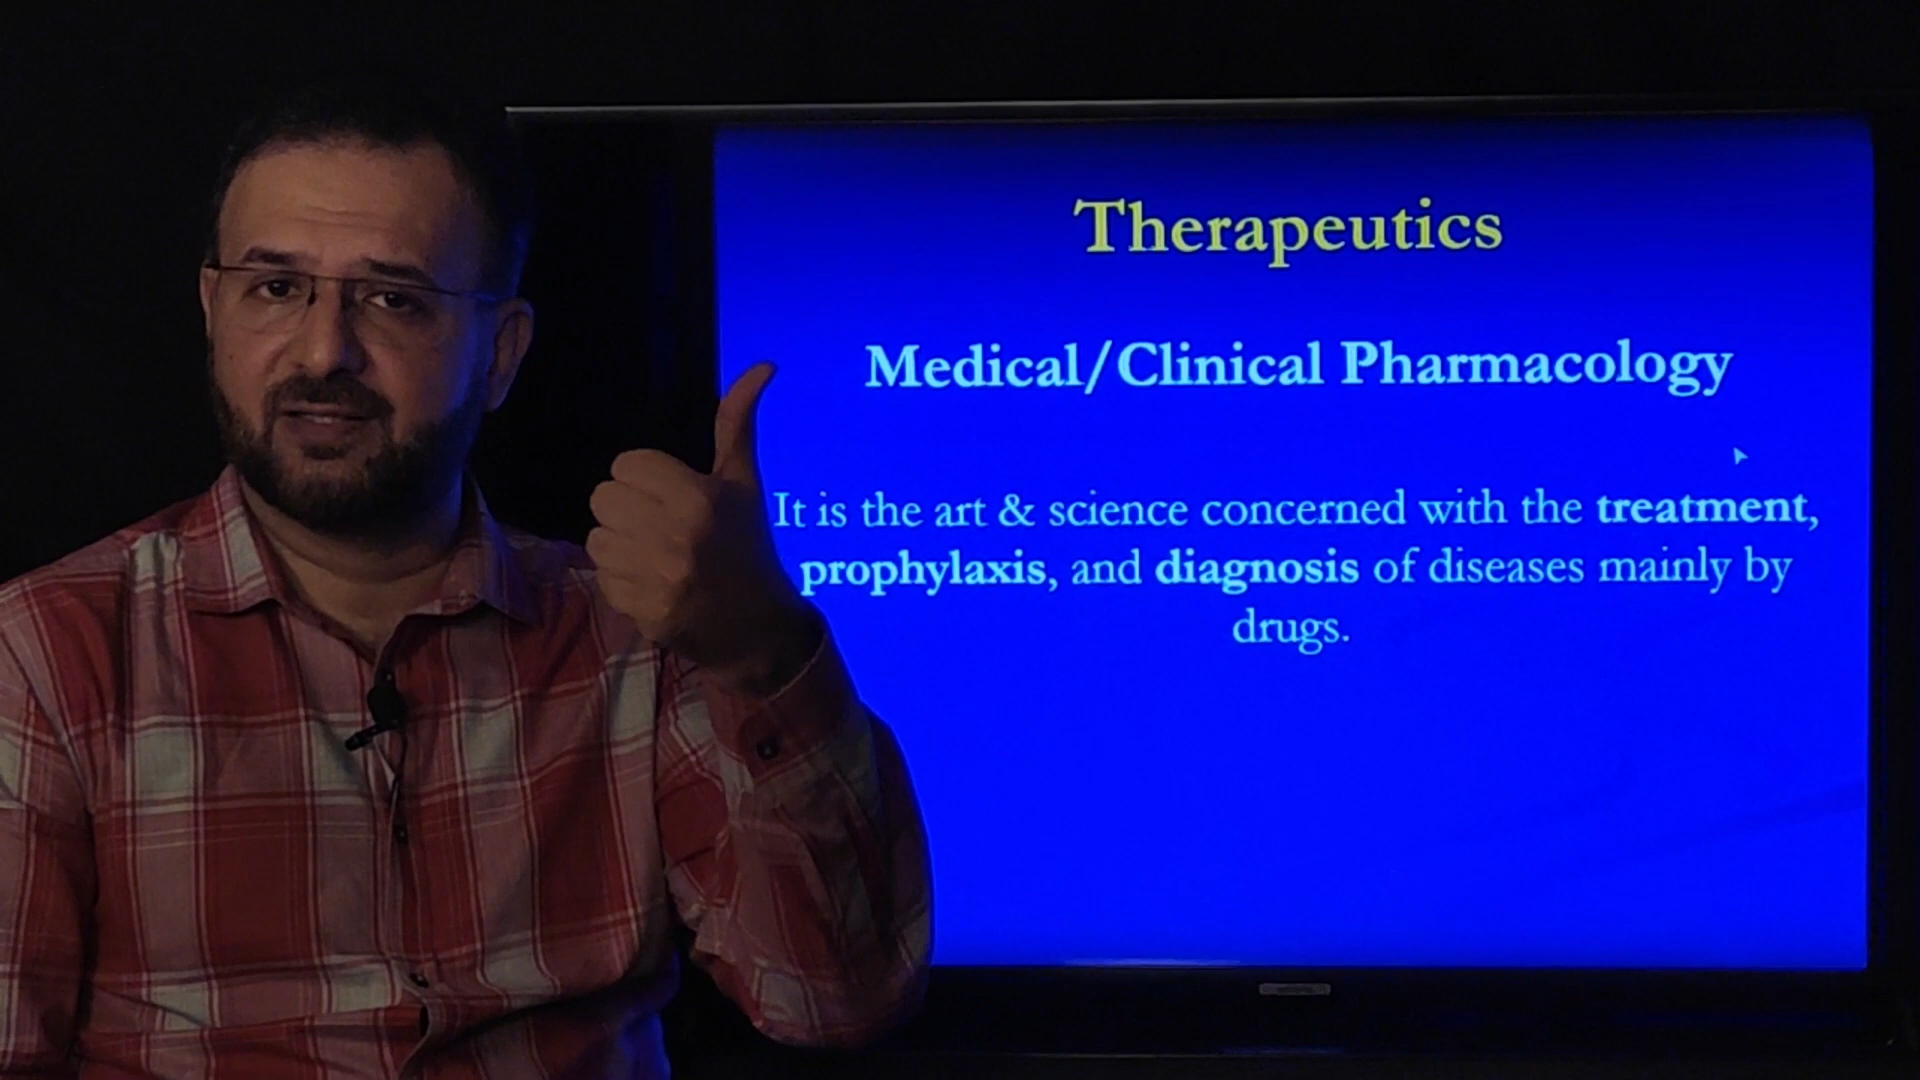 Therapeutics
Medical/Clinical Pharmacology
It is the art & science concerned with the treatment,
prophylaxis, and diagnosis of diseases mainly by
drugs.